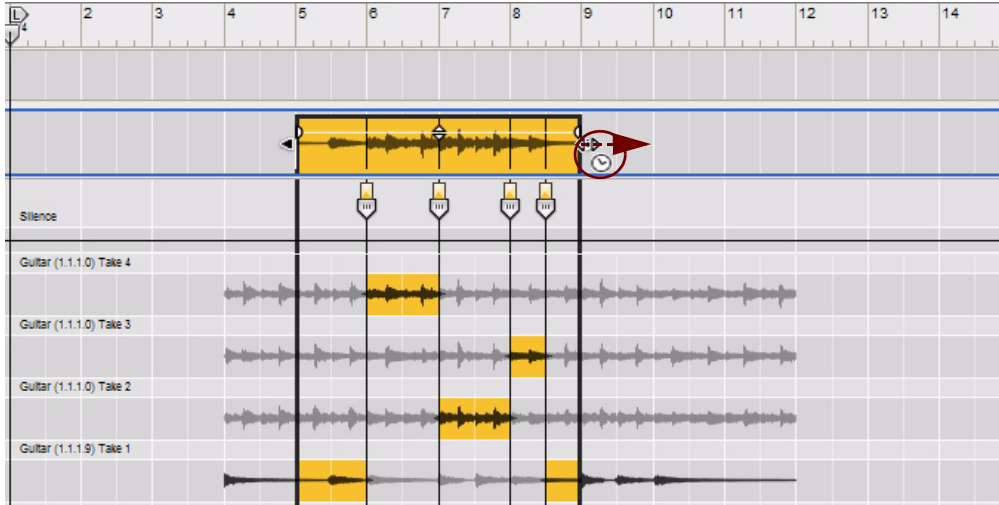 L 2 3 4 5 6 7 8 9 10 11 12 13 14
4
Silence
Guitar (1.1.1.0) Take 4
Guitar (1.1.1.0) Take 3
Guitar (1.1.1.0) Take 2
Guitar (1.1.1.9) Take 1